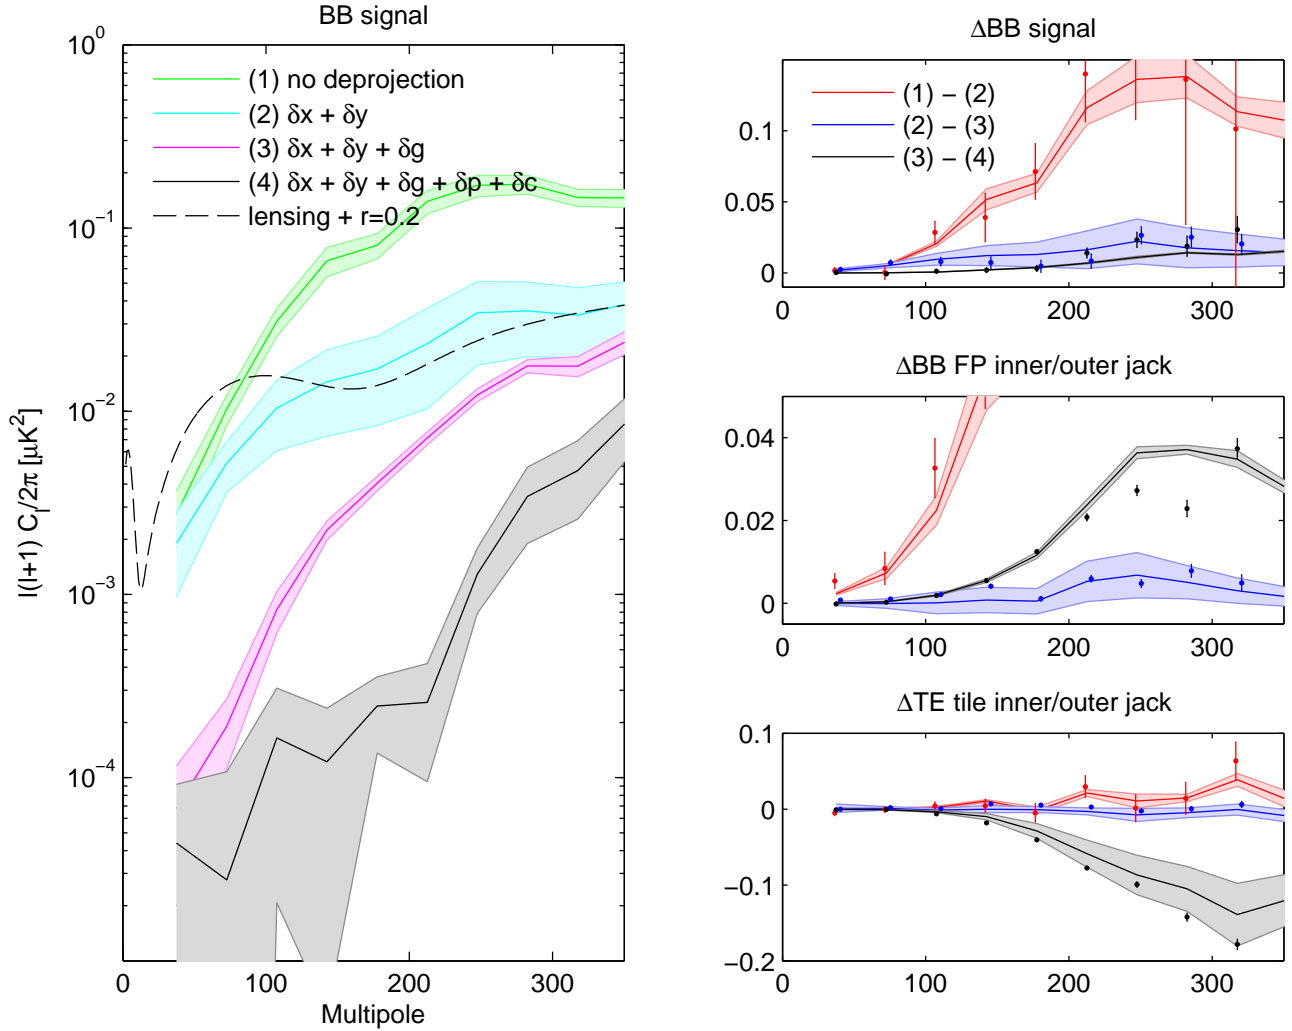 BB signal
10^0
10^-1
10^-2
10^-3
10^-4
l(l+1) C_l/2π [μK^2]
(1) no deprojection
(2) δx + δy
(3) δx + δy + δg
(4) δx + δy + δg + δp + δc
lensing + r=0.2
0
100
200
300
Multipole
ΔBB signal
(1) − (2)
(2) − (3)
(3) − (4)
0.1
0.05
0
0
100
200
300
ΔBB FP inner/outer jack
0.04
0.02
0
0
100
200
300
ΔTE tile inner/outer jack
0.1
0
−0.1
−0.2
0
100
200
300